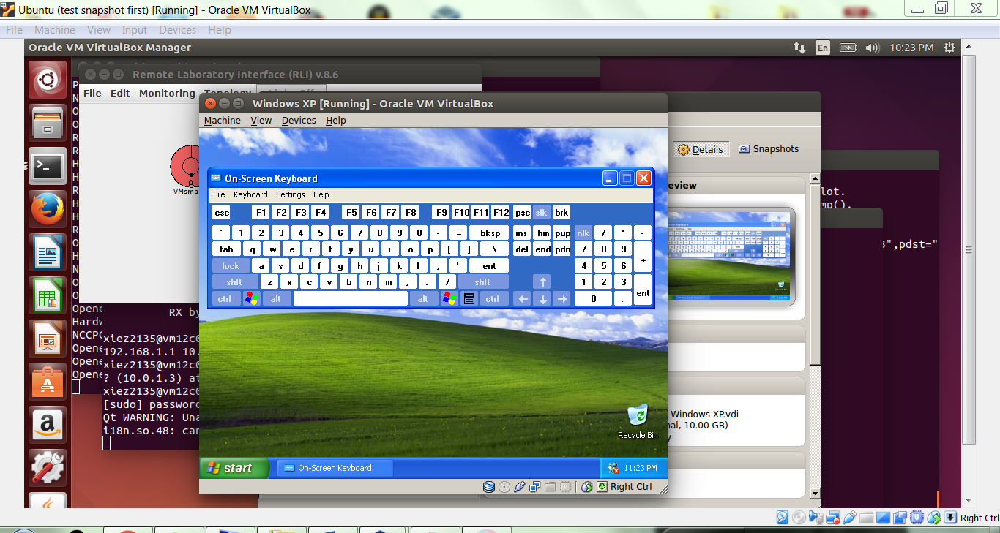 Ubuntu (test snapshot first) [Running] - Oracle VM VirtualBox
File Machine View Input Devices Help
Oracle VM VirtualBox Manager
En 10:23 PM
Remote Laboratory Interface (RLI) v.8.6
File Edit Monitoring Topology
VMsma
Windows XP [Running] - Oracle VM VirtualBox
Machine View Devices Help
On-Screen Keyboard
File Keyboard Settings Help
esc F1 F2 F3 F4 F5 F6 F7 F8 F9 F10 F11 F12 psc slk brk
` 1 2 3 4 5 6 7 8 9 0 - = bksp ins hm pup nlk / * -
tab q w e r t y u i o p [ ] \ del end pdn 7 8 9 +
lock a s d f g h j k l ; ' ent 4 5 6
shft z x c v b n m , . / shft ↑ 1 2 3 ent
ctrl alt alt ctrl ← ↓ → 0 .
Recycle Bin
start On-Screen Keyboard 11:23 PM
Right Ctrl
Details Snapshots
review
lot.
mp().
3",pdst="
Windows XP.vdi
nal, 10.00 GB)
y
P
N
O
O
R
R
H
H
R
H
H
R
H
N
H
N
O
Opene
Hardw
NCCPC
Opene
Opene
Opene
RX by
xiez2135@vm12c0
192.168.1.1 10.
xiez2135@vm12c0
? (10.0.1.3) at
xiez2135@vm12c0
[sudo] password
Qt WARNING: Una
i18n.so.48: can
Right Ctrl